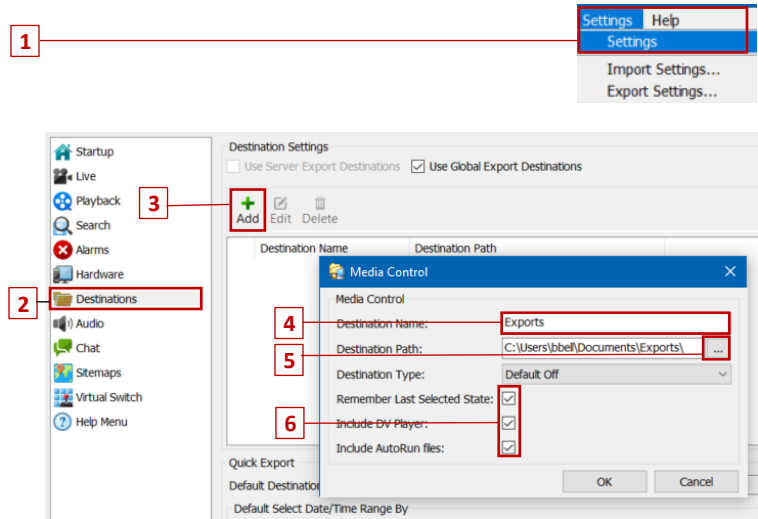 Settings Help
1
Settings
Import Settings...
Export Settings...
Startup
Live
Playback
Search
Alarms
Hardware
2
Destinations
Audio
Chat
Sitemaps
Virtual Switch
Help Menu
Destination Settings
Use Server Export Destinations Use Global Export Destinations
3
Add Edit Delete
Destination Name Destination Path
Media Control
Media Control
4
Destination Name: Exports
5
Destination Path: C:\Users\bbell\Documents\Exports\ ...
Destination Type: Default Off
Remember Last Selected State:
6
Include DV Player:
Include AutoRun files:
OK Cancel
Quick Export
Default Destination
Default Select Date/Time Range By